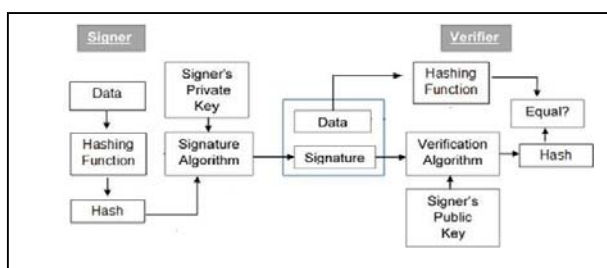 Signer
Verifier
Data
Hashing
Function
Hash
Signer's
Private
Key
Signature
Algorithm
Data
Signature
Hashing
Function
Equal?
Verification
Algorithm
Hash
Signer's
Public
Key